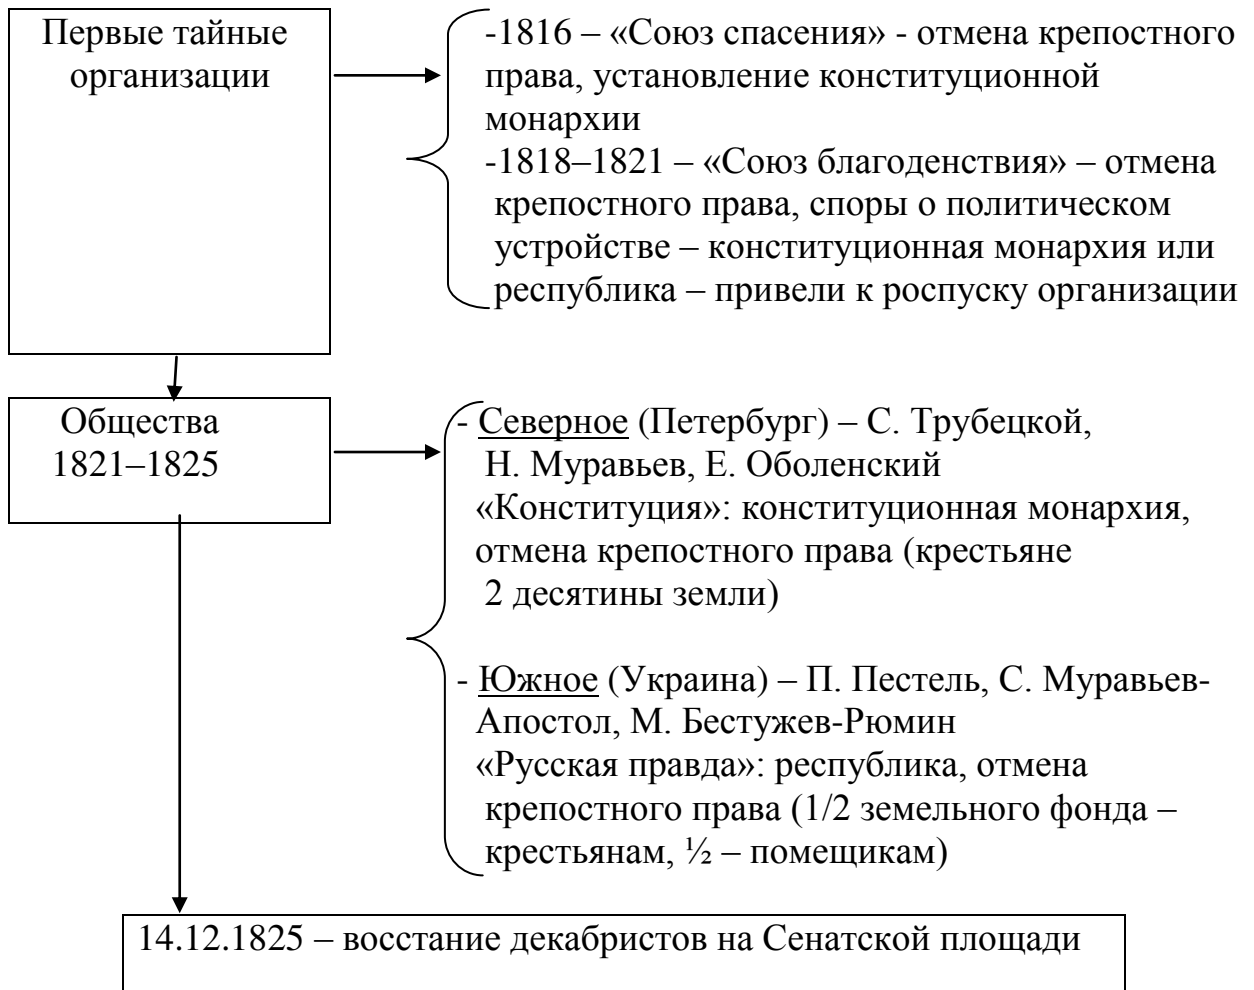 Первые тайные
организации
-1816 – «Союз спасения» - отмена крепостного
права, установление конституционной
монархии
-1818–1821 – «Союз благоденствия» – отмена
крепостного права, споры о политическом
устройстве – конституционная монархия или
республика – привели к роспуску организации
Общества
1821–1825
- Северное (Петербург) – С. Трубецкой,
Н. Муравьев, Е. Оболенский
«Конституция»: конституционная монархия,
отмена крепостного права (крестьяне
2 десятины земли)
- Южное (Украина) – П. Пестель, С. Муравьев-
Апостол, М. Бестужев-Рюмин
«Русская правда»: республика, отмена
крепостного права (1/2 земельного фонда –
крестьянам, ½ – помещикам)
14.12.1825 – восстание декабристов на Сенатской площади